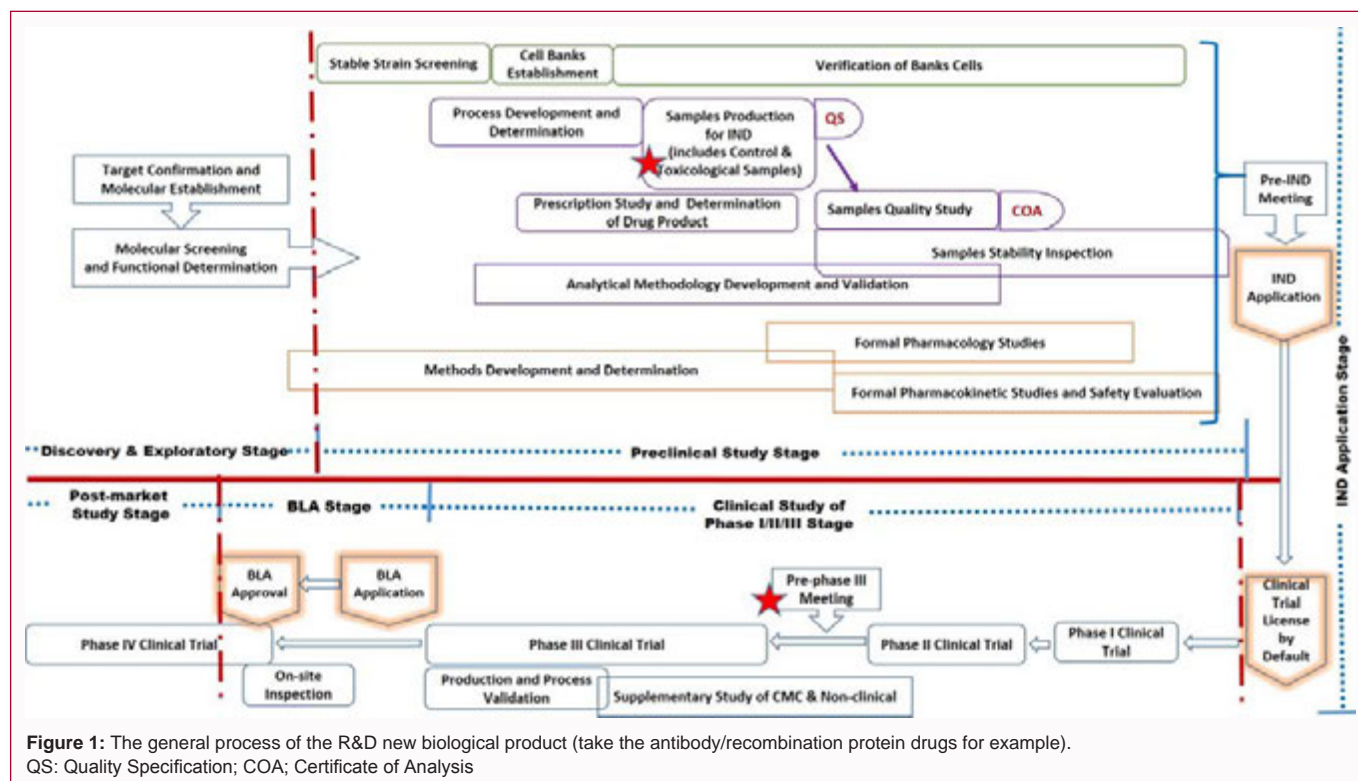 Stable Strain Screening
Cell Banks
Establishment
Verification of Banks Cells
Process Development and
Determination
Samples Production
for IND
(includes Control &
Toxicological Samples)
QS
Target Confirmation and
Molecular Establishment
Molecular Screening
and Functional Determination
Prescription Study and Determination
of Drug Product
Samples Quality Study
COA
Samples Stability Inspection
Analytical Methodology Development and Validation
Formal Pharmacology Studies
Methods Development and Determination
Formal Pharmacokinetic Studies and Safety Evaluation
Pre-IND
Meeting
IND
Application
IND Application Stage
Discovery & Exploratory Stage
Preclinical Study Stage
Post-market
Study Stage
BLA Stage
Clinical Study of
Phase I/II/III Stage
BLA
Approval
BLA
Application
Pre-phase III
Meeting
Clinical
Trial
License
by
Default
Phase IV Clinical Trial
Phase III Clinical Trial
Phase II Clinical Trial
Phase I Clinical
Trial
On-site
Inspection
Production and Process
Validation
Supplementary Study of CMC & Non-clinical
Figure 1: The general process of the R&D new biological product (take the antibody/recombination protein drugs for example).
QS: Quality Specification; COA; Certificate of Analysis